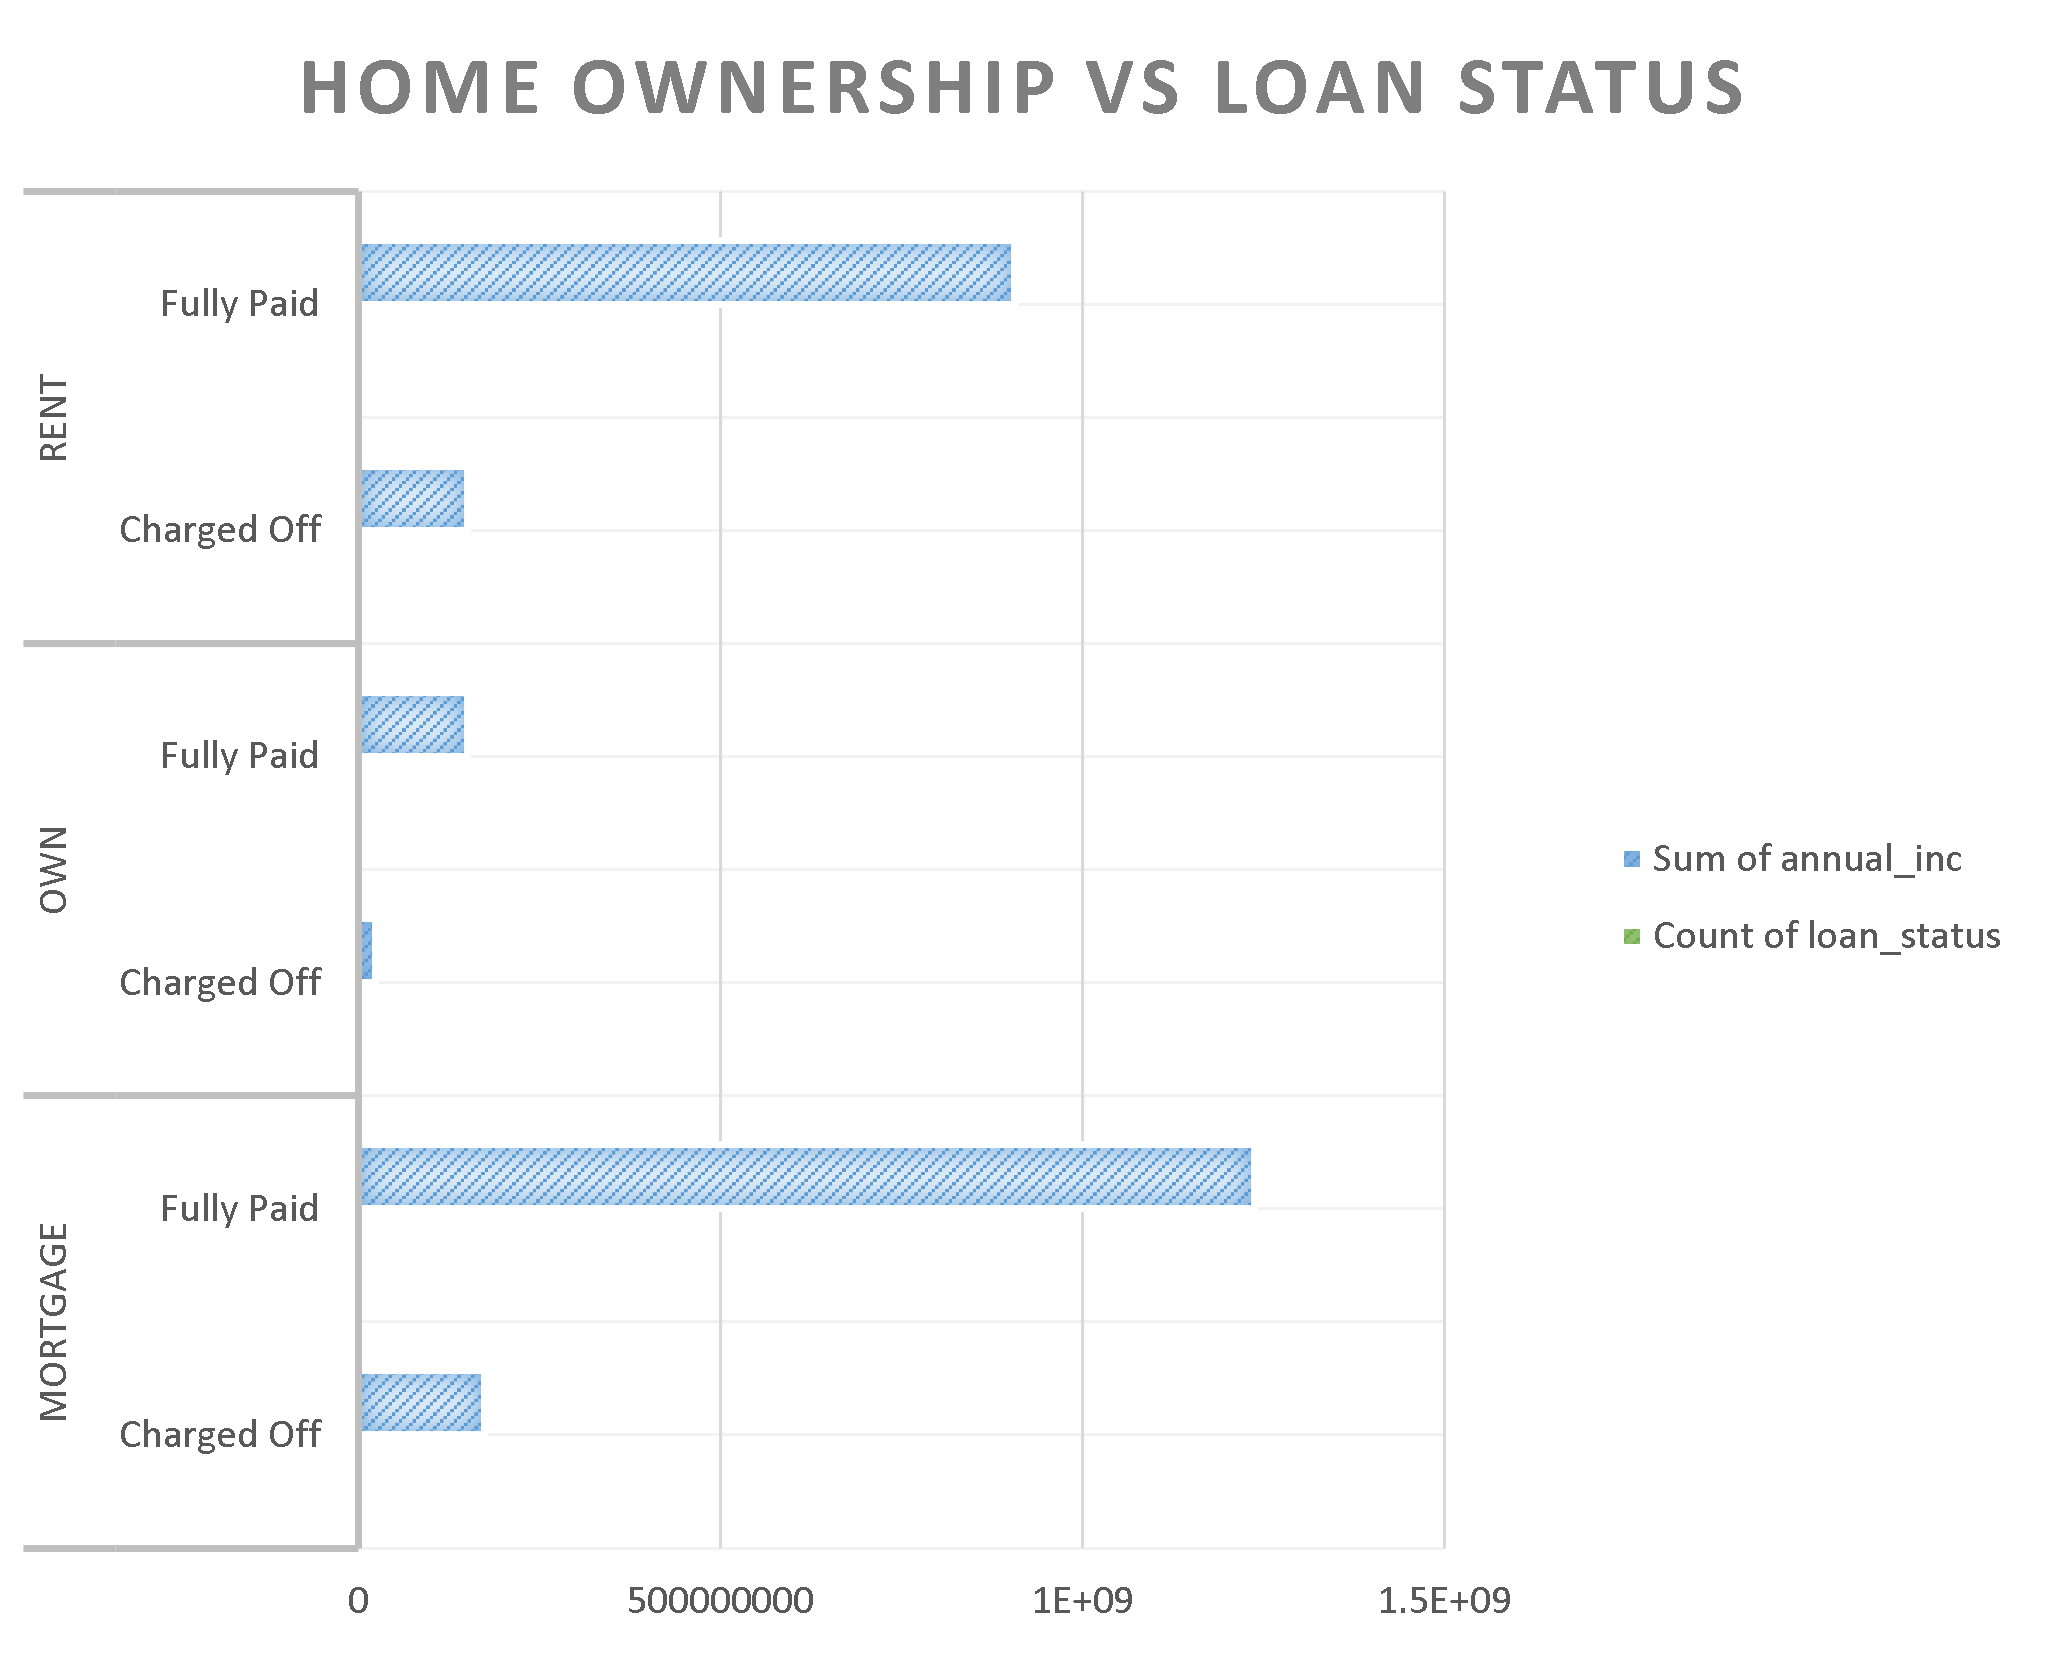 HOME OWNERSHIP VS LOAN STATUS
RENT
Fully Paid
Charged Off
OWN
Fully Paid
Charged Off
MORTGAGE
Fully Paid
Charged Off
0 500000000 1E+09 1.5E+09
Sum of annual_inc
Count of loan_status